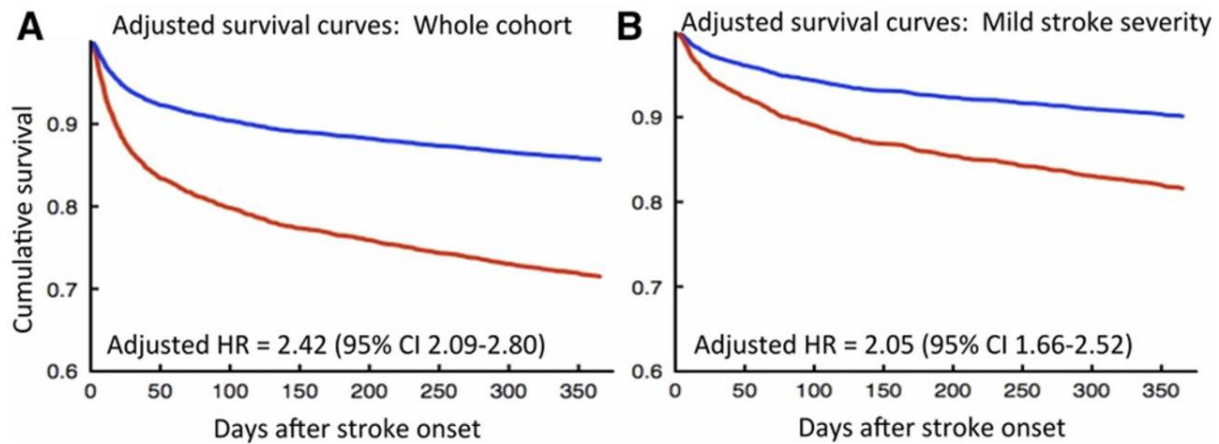 A
Adjusted survival curves: Whole cohort
Cumulative survival
0.9
0.8
0.7
0.6
Adjusted HR = 2.42 (95% CI 2.09-2.80)
0 50 100 150 200 250 300 350
Days after stroke onset
B
Adjusted survival curves: Mild stroke severity
0.9
0.8
0.7
0.6
Adjusted HR = 2.05 (95% CI 1.66-2.52)
0 50 100 150 200 250 300 350
Days after stroke onset